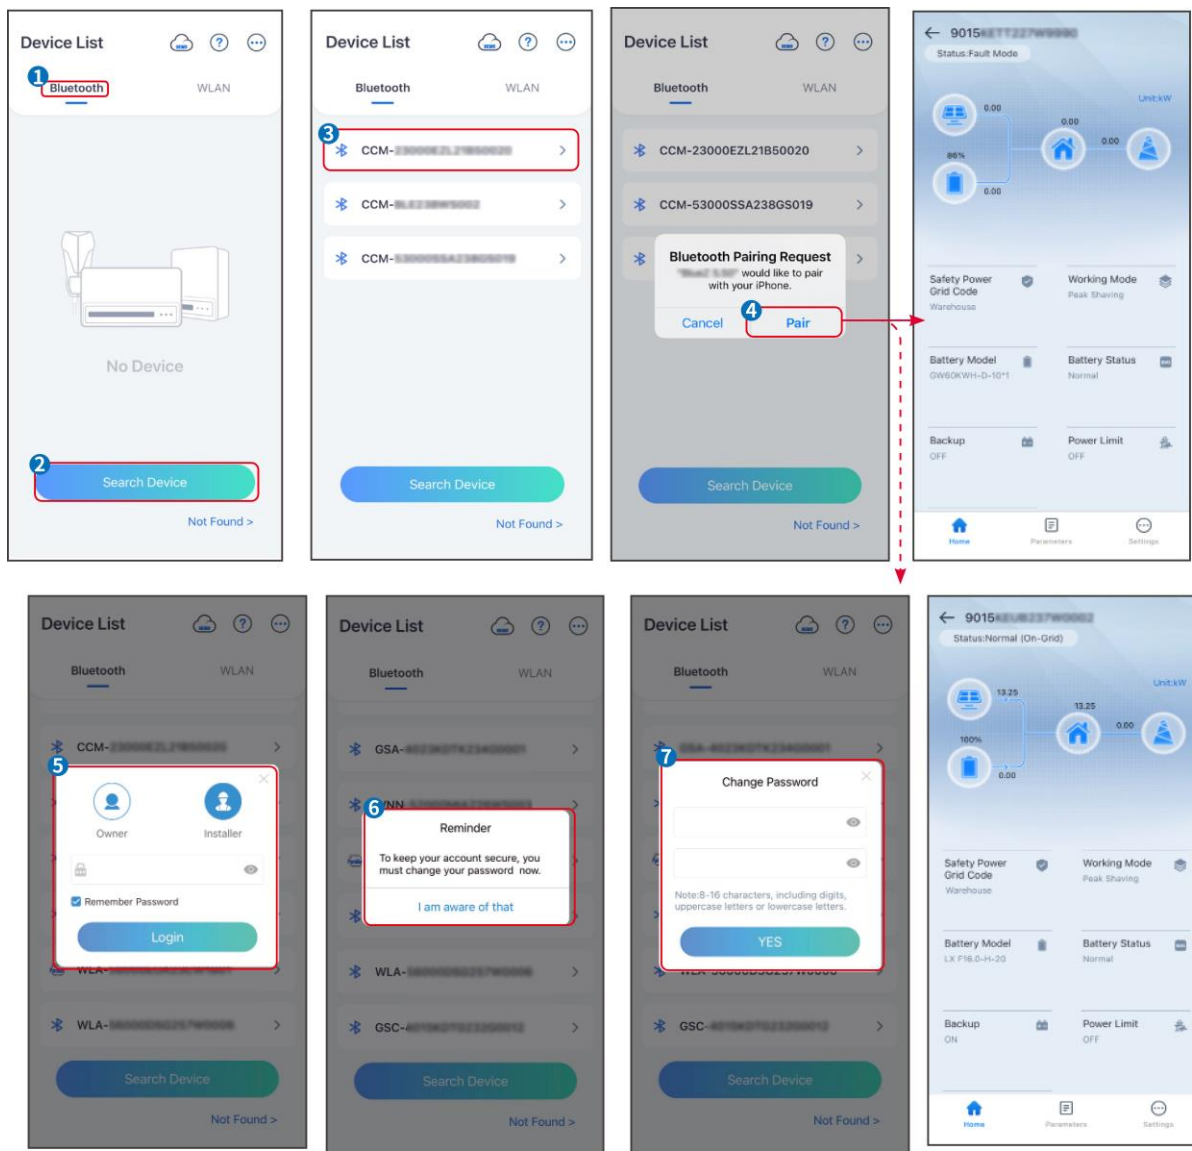 Device List
1
Bluetooth
WLAN
No Device
2
Search Device
Not Found >
Device List
Bluetooth
WLAN
3
CCM-
CCM-
CCM-
Search Device
Not Found >
Device List
Bluetooth
WLAN
CCM-23000EZL21B50020
CCM-53000SSA238GS019
Bluetooth Pairing Request
would like to pair
with your iPhone.
4
Cancel
Pair
Search Device
Not Found >
9015
Status:Fault Mode
Unit:kW
0.00
0.00
0.00
86%
0.00
Safety Power
Grid Code
Warehouse
Working Mode
Peak Shaving
Battery Model
GW60KWH-D-10*1
Battery Status
Normal
Backup
OFF
Power Limit
OFF
Home
Parameters
Settings
Device List
Bluetooth
WLAN
CCM-
5
Owner
Installer
Remember Password
Login
WLA-
WLA-
Search Device
Not Found >
Device List
Bluetooth
WLAN
GSA-
6
Reminder
To keep your account secure, you
must change your password now.
I am aware of that
WLA-
GSC-
Search Device
Not Found >
Device List
Bluetooth
WLAN
7
Change Password
Note:8-16 characters, including digits,
uppercase letters or lowercase letters.
YES
GSC-
Search Device
Not Found >
9015
Status:Normal (On-Grid)
Unit:kW
13.25
13.25
0.00
100%
0.00
Safety Power
Grid Code
Warehouse
Working Mode
Peak Shaving
Battery Model
LX F16.0-H-20
Battery Status
Normal
Backup
ON
Power Limit
OFF
Home
Parameters
Settings